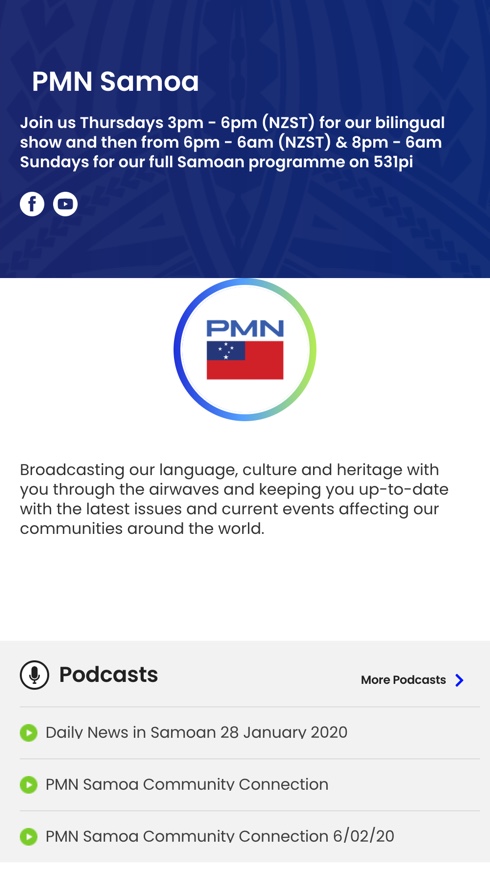 PMN Samoa
Join us Thursdays 3pm - 6pm (NZST) for our bilingual
show and then from 6pm - 6am (NZST) & 8pm - 6am
Sundays for our full Samoan programme on 531pi
PMN
Broadcasting our language, culture and heritage with
you through the airwaves and keeping you up-to-date
with the latest issues and current events affecting our
communities around the world.
Podcasts
More Podcasts
Daily News in Samoan 28 January 2020
PMN Samoa Community Connection
PMN Samoa Community Connection 6/02/20